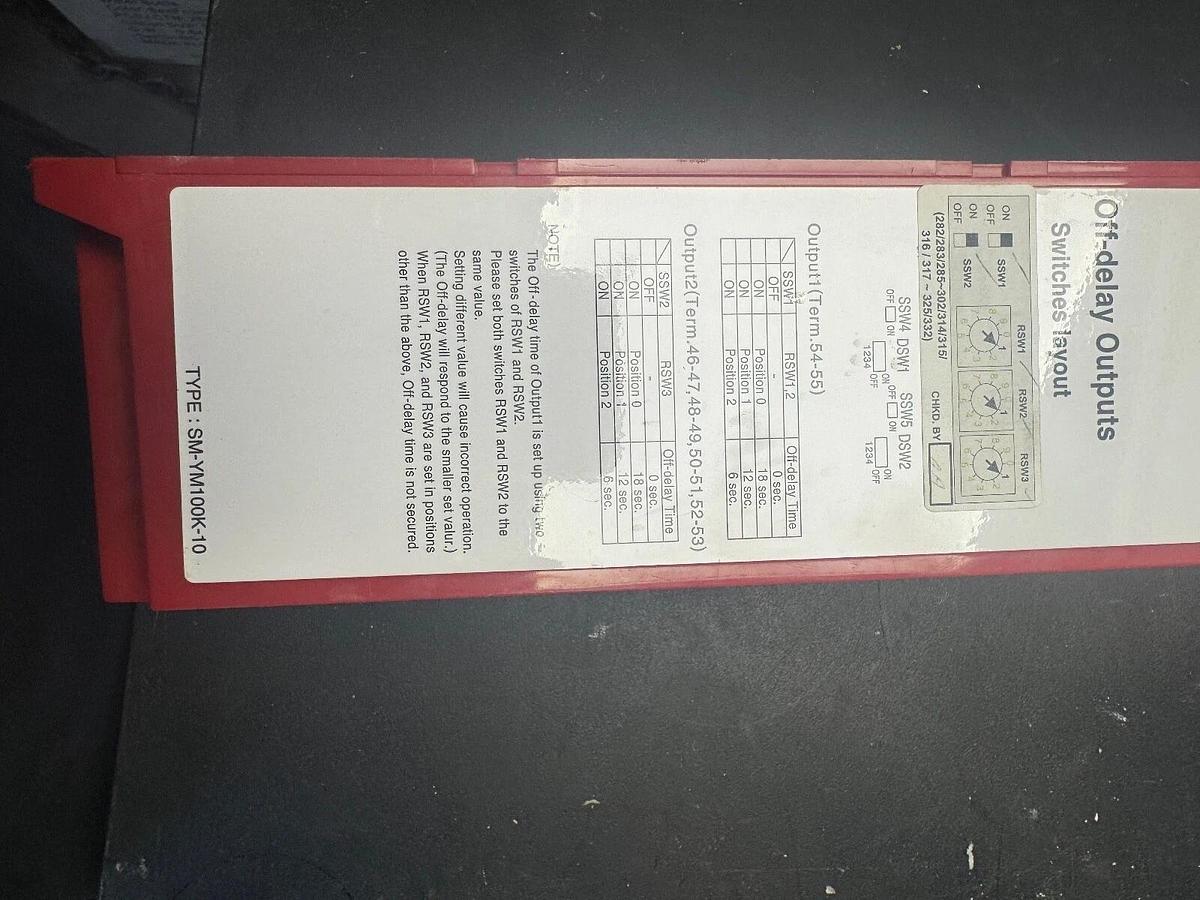 Off-delay Outputs
Switches layout
RSW1 RSW2 RSW3
ON
OFF
SSW1
ON
OFF
SSW2
(282/283/285~302/314/315/
316 / 317 ~ 325/332)
CHKD. BY
SSW4 DSW1 SSW5 DSW2
OFF ON ON OFF OFF ON ON OFF
1234 1234
Output1(Term.54-55)
SSW1 RSW1,2 Off-delay Time
OFF - 0 sec.
ON Position 0 18 sec.
ON Position 1 12 sec.
ON Position 2 6 sec.
Output2(Term.46-47,48-49,50-51,52-53)
SSW2 RSW3 Off-delay Time
OFF - 0 sec.
ON Position 0 18 sec.
ON Position 1 12 sec.
ON Position 2 6 sec.
NOTE)
The Off-delay time of Output1 is set up using two
switches of RSW1 and RSW2.
Please set both switches RSW1 and RSW2 to the
same value.
Setting different value will cause incorrect operation.
(The Off-delay will respond to the smaller set valur.)
When RSW1, RSW2, and RSW3 are set in positions
other than the above, Off-delay time is not secured.
TYPE : SM-YM100K-10